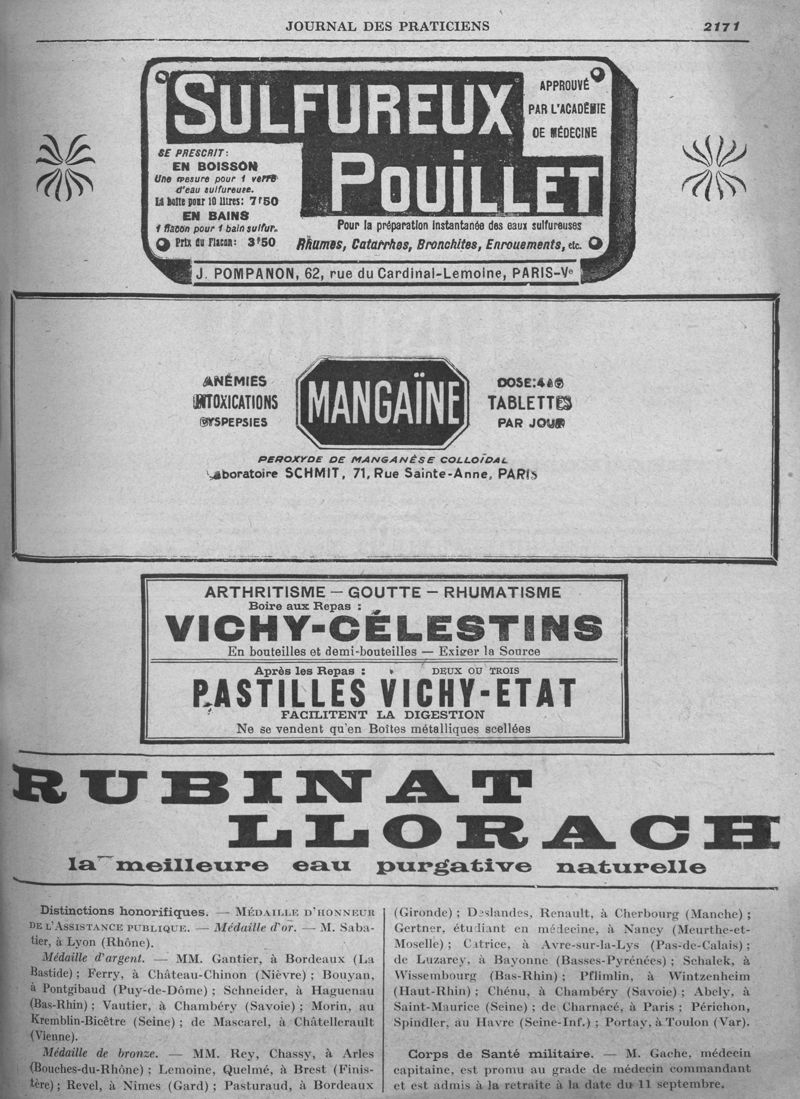 JOURNAL DES PRATICIENS 2171
SULFUREUX
POUILLET
APPROUVÉ
PAR L'ACADÉMIE
DE MÉDECINE
SE PRESCRIT:
EN BOISSON
Une mesure pour 1 verre
d'eau sulfureuse.
La boîte pour 10 litres: 7f50
EN BAINS
1 flacon pour 1 bain sulfur.
Prix du Flacon: 3f50
Pour la préparation instantanée des eaux sulfureuses
Rhumes, Catarrhes, Bronchites, Enrouements, etc.
J. POMPANON, 62, rue du Cardinal-Lemoine, PARIS-Ve
ANÉMIES
INTOXICATIONS
DYSPEPSIES
MANGAÏNE
DOSE: 4 à
TABLETTES
PAR JOUR
PEROXYDE DE MANGANÈSE COLLOÏDAL
Laboratoire SCHMIT, 71, Rue Sainte-Anne, PARIS
ARTHRITISME — GOUTTE — RHUMATISME
Boire aux Repas :
VICHY-CÉLESTINS
En bouteilles et demi-bouteilles — Exiger la Source
Après les Repas : DEUX OU TROIS
PASTILLES VICHY-ETAT
FACILITENT LA DIGESTION
Ne se vendent qu'en Boîtes métalliques scellées
RUBINAT
LLORACH
la meilleure eau purgative naturelle
Distinctions honorifiques. — MÉDAILLE D'HONNEUR
DE L'ASSISTANCE PUBLIQUE. — Médaille d'or. — M. Saba-
tier, à Lyon (Rhône).
Médaille d'argent. — MM. Gantier, à Bordeaux (La
Bastide) ; Ferry, à Château-Chinon (Nièvre) ; Bouyan,
à Pontgibaud (Puy-de-Dôme) ; Schneider, à Haguenau
(Bas-Rhin) ; Vautier, à Chambéry (Savoie) ; Morin, au
Kremblin-Bicêtre (Seine) ; de Mascarel, à Châtellerault
(Vienne).
Médaille de bronze. — MM. Rey, Chassy, à Arles
(Bouches-du-Rhône) ; Lemoine, Quelmé, à Brest (Finis-
tère) ; Revel, à Nîmes (Gard) ; Pasturaud, à Bordeaux
(Gironde) ; Deslandes, Renault, à Cherbourg (Manche) ;
Gertner, étudiant en médecine, à Nancy (Meurthe-et-
Moselle) ; Catrice, à Avre-sur-la-Lys (Pas-de-Calais) ;
de Luzarey, à Bayonne (Basses-Pyrénées) ; Schalek, à
Wissembourg (Bas-Rhin) ; Pflimlin, à Wintzenheim
(Haut-Rhin) ; Chénu, à Chambéry (Savoie) ; Abely, à
Saint-Maurice (Seine) ; de Charnacé, à Paris ; Périchon,
Spindler, au Havre (Seine-Inf.) ; Portay, à Toulon (Var).
Corps de Santé militaire. — M. Gache, médecin
capitaine, est promu au grade de médecin commandant
et est admis à la retraite à la date du 11 septembre.